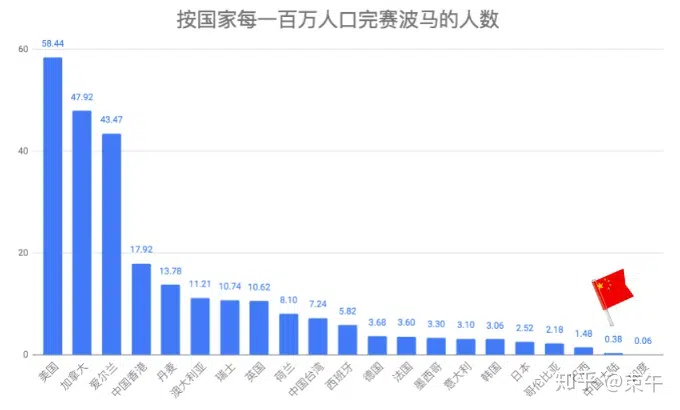 按国家每一百万人口完赛波马的人数
60
40
20
0
58.44
47.92
43.47
17.92
13.78
11.21
10.74
10.62
8.10
7.24
5.82
3.68
3.60
3.30
3.10
3.06
2.52
2.18
1.48
0.38
0.06
美国
加拿大
爱尔兰
中国香港
丹麦
澳大利亚
瑞士
英国
荷兰
中国台湾
西班牙
德国
法国
墨西哥
意大利
韩国
日本
哥伦比亚
中国大陆
知乎 @荣午